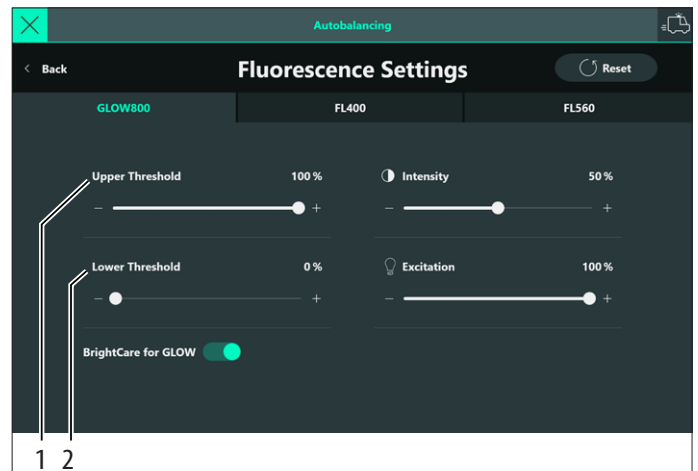 Autobalancing
< Back
Fluorescence Settings
Reset
GLOW800
FL400
FL560
Upper Threshold 100 %
Intensity 50 %
− +
− +
Lower Threshold 0 %
Excitation 100 %
− +
− +
BrightCare for GLOW
1 2